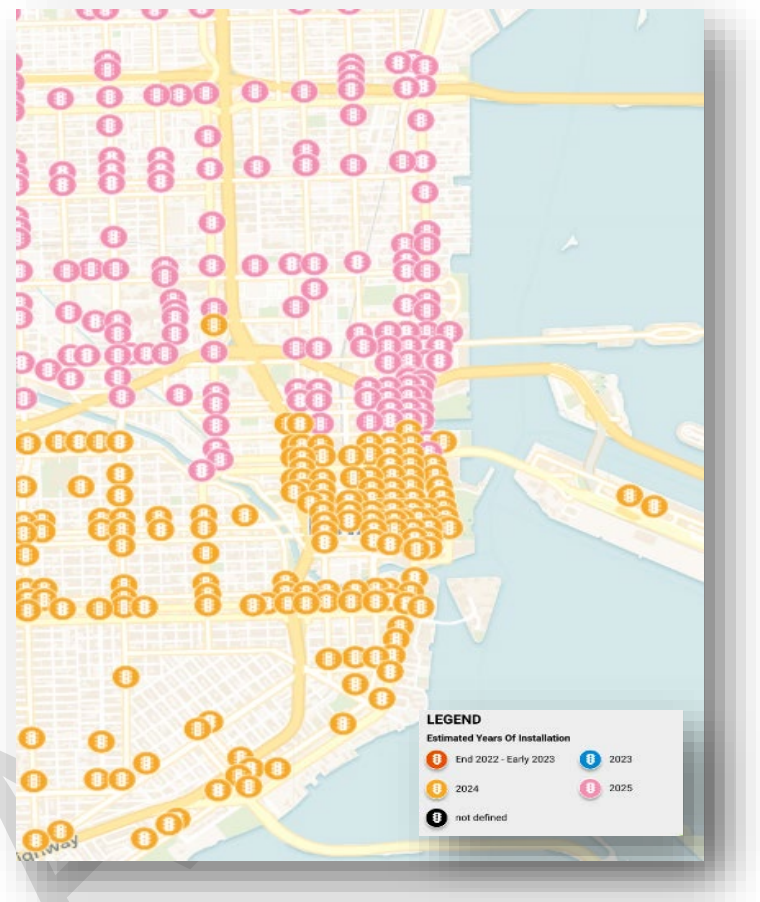 LEGEND
Estimated Years Of Installation
End 2022 - Early 2023
2023
2024
2025
not defined